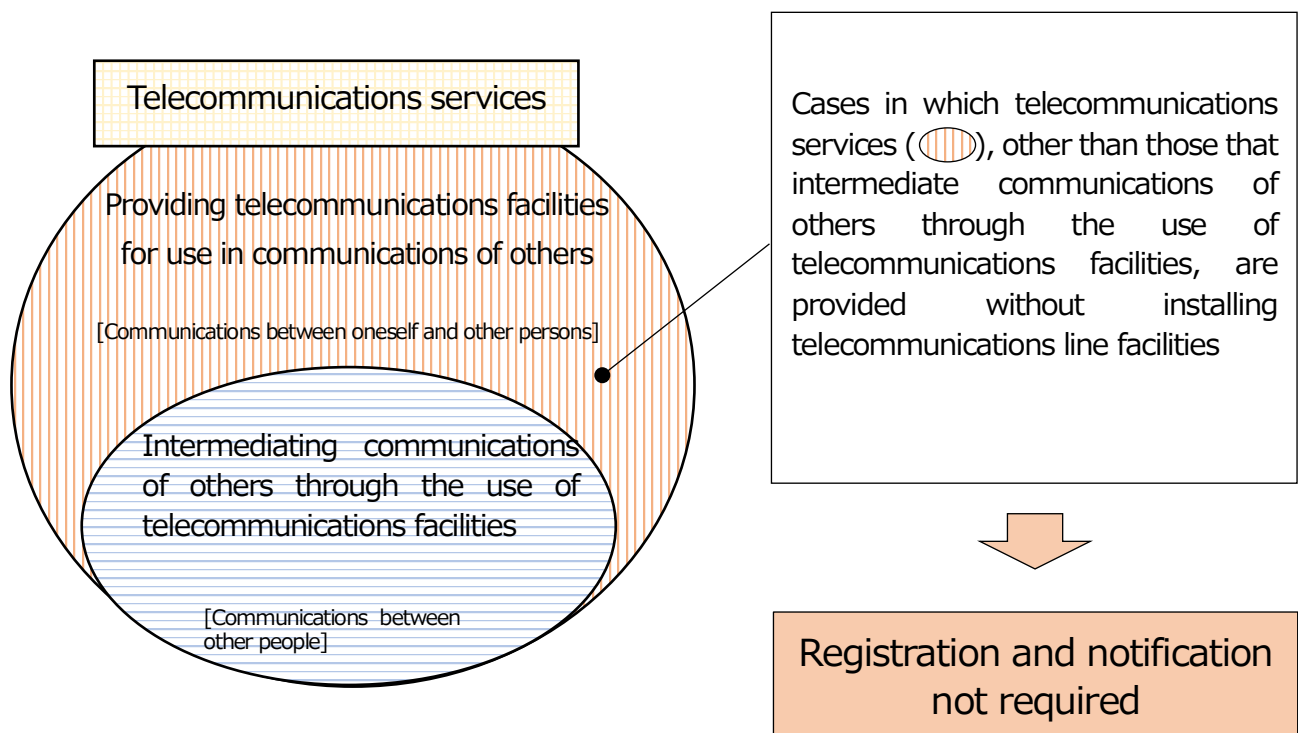 Telecommunications services
Providing telecommunications facilities
for use in communications of others
[Communications between oneself and other persons]
Intermediating communications
of others through the use of
telecommunications facilities
[Communications between
other people]
Cases in which telecommunications
services ( ), other than those that
intermediate communications of
others through the use of
telecommunications facilities, are
provided without installing
telecommunications line facilities
Registration and notification
not required